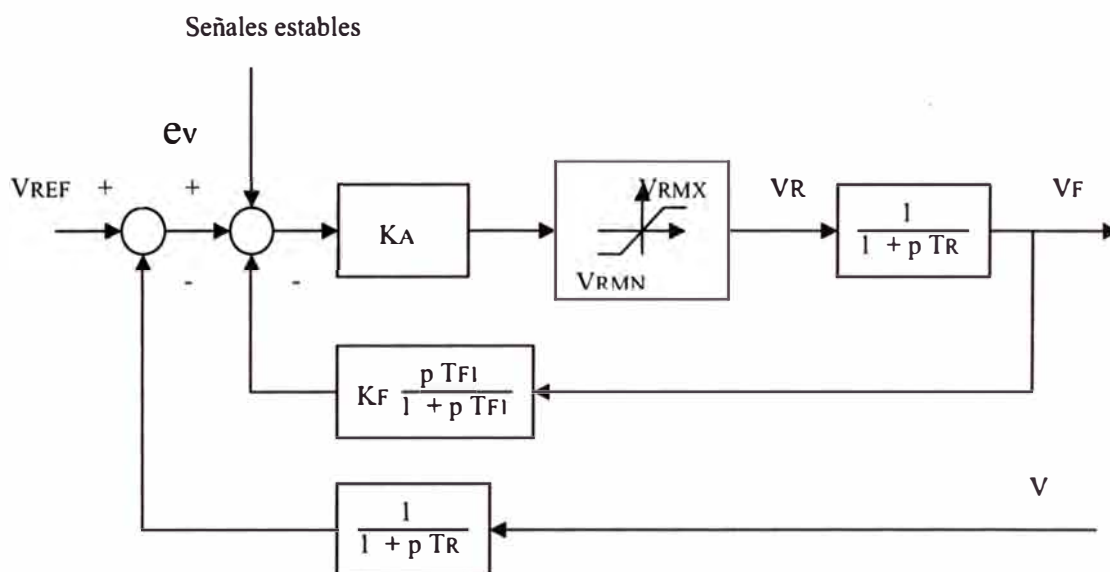 Señales estables
ev
VREF + +
KA
VRMX
VRMN
VR
1
1 + p TR
VF
- -
KF p TF1
1 + p TF1
V
1
1 + p TR